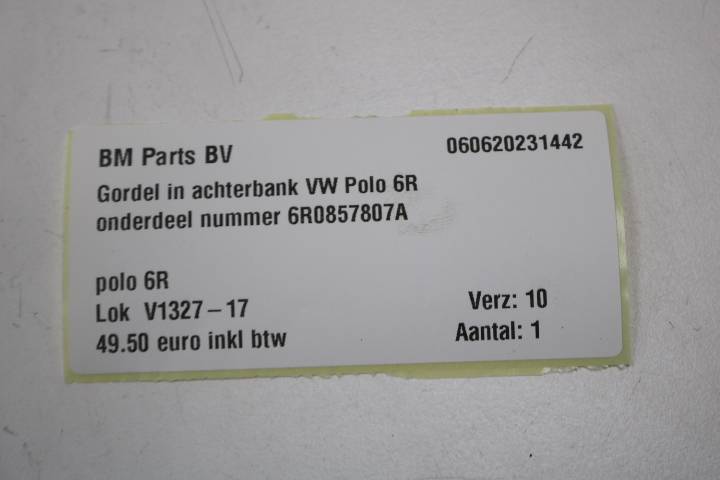 BM Parts BV 060620231442
Gordel in achterbank VW Polo 6R
onderdeel nummer 6R0857807A
polo 6R
Lok V1327-17 Verz: 10
49.50 euro inkl btw Aantal: 1